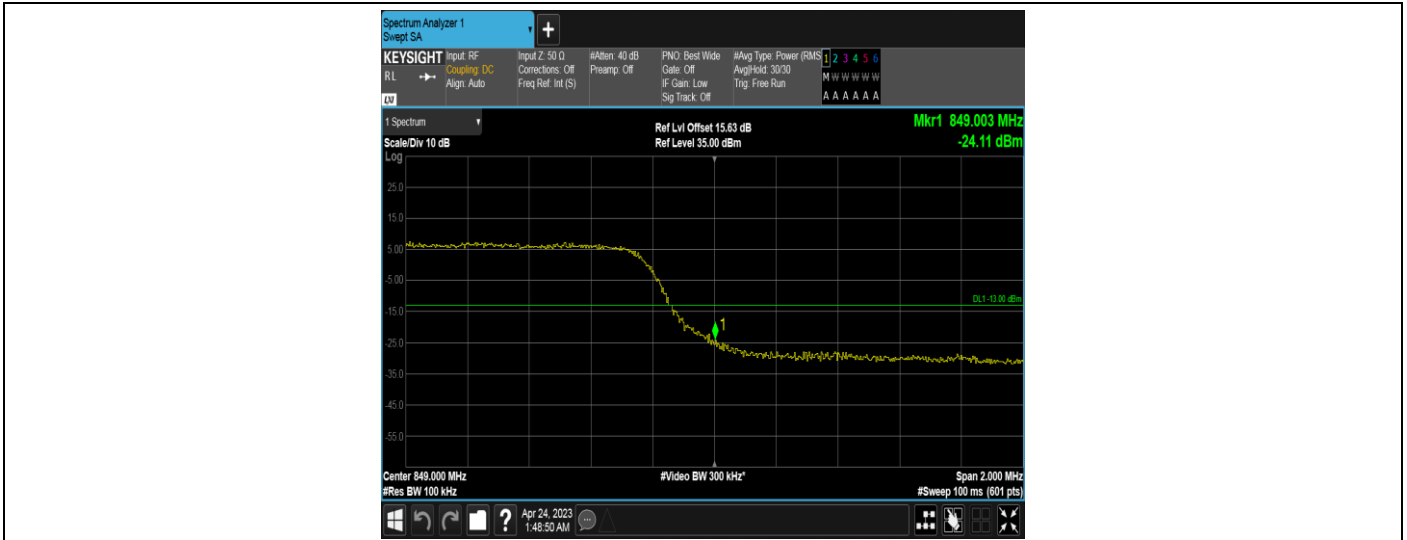 Spectrum Analyzer 1
Swept SA
+
KEYSIGHT
RL
LXI
Input: RF
Coupling: DC
Align: Auto
Input Z: 50 Ω
Corrections: Off
Freq Ref: Int (S)
#Atten: 40 dB
Preamp: Off
PNO: Best Wide
Gate: Off
IF Gain: Low
Sig Track: Off
#Avg Type: Power (RMS
Avg|Hold: 30/30
Trig: Free Run
1 2 3 4 5 6
M W W W W W
A A A A A A
1 Spectrum
Scale/Div 10 dB
Ref Lvl Offset 15.63 dB
Ref Level 35.00 dBm
Mkr1 849.003 MHz
-24.11 dBm
Log
25.0
15.0
5.00
-5.00
DL1 -13.00 dBm
-15.0
1
-25.0
-35.0
-45.0
-55.0
Center 849.000 MHz
#Video BW 300 kHz*
Span 2.000 MHz
#Res BW 100 kHz
#Sweep 100 ms (601 pts)
?
Apr 24, 2023
1:48:50 AM